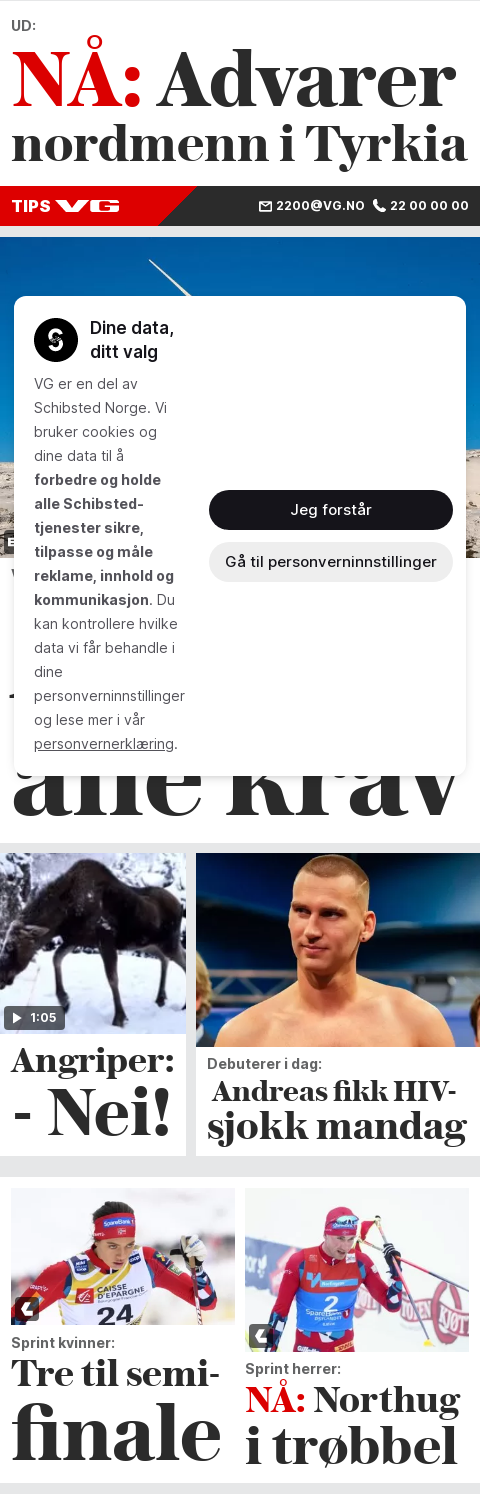 UD:
NÅ: Advarer
nordmenn i Tyrkia
TIPS VG
2200@VG.NO 22 00 00 00
Dine data,
ditt valg
VG er en del av
Schibsted Norge. Vi
bruker cookies og
dine data til å
forbedre og holde
alle Schibsted-
tjenester sikre,
tilpasse og måle
reklame, innhold og
kommunikasjon. Du
kan kontrollere hvilke
data vi får behandle i
dine
personverninnstillinger
og lese mer i vår
personvernerklæring.
Jeg forstår
Gå til personverninnstillinger
alle krav
1:05
Angriper:
- Nei!
Debuterer i dag:
Andreas fikk HIV-
sjokk mandag
SpareBank 1
CAISSE
D'EPARGNE
24
Sprint kvinner:
Tre til semi-
finale
2
Sprint herrer:
NÅ: Northug
i trøbbel